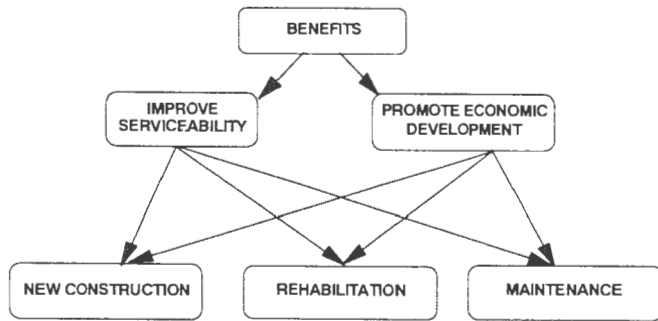 BENEFITS
IMPROVE
SERVICEABILITY
PROMOTE ECONOMIC
DEVELOPMENT
NEW CONSTRUCTION
REHABILITATION
MAINTENANCE